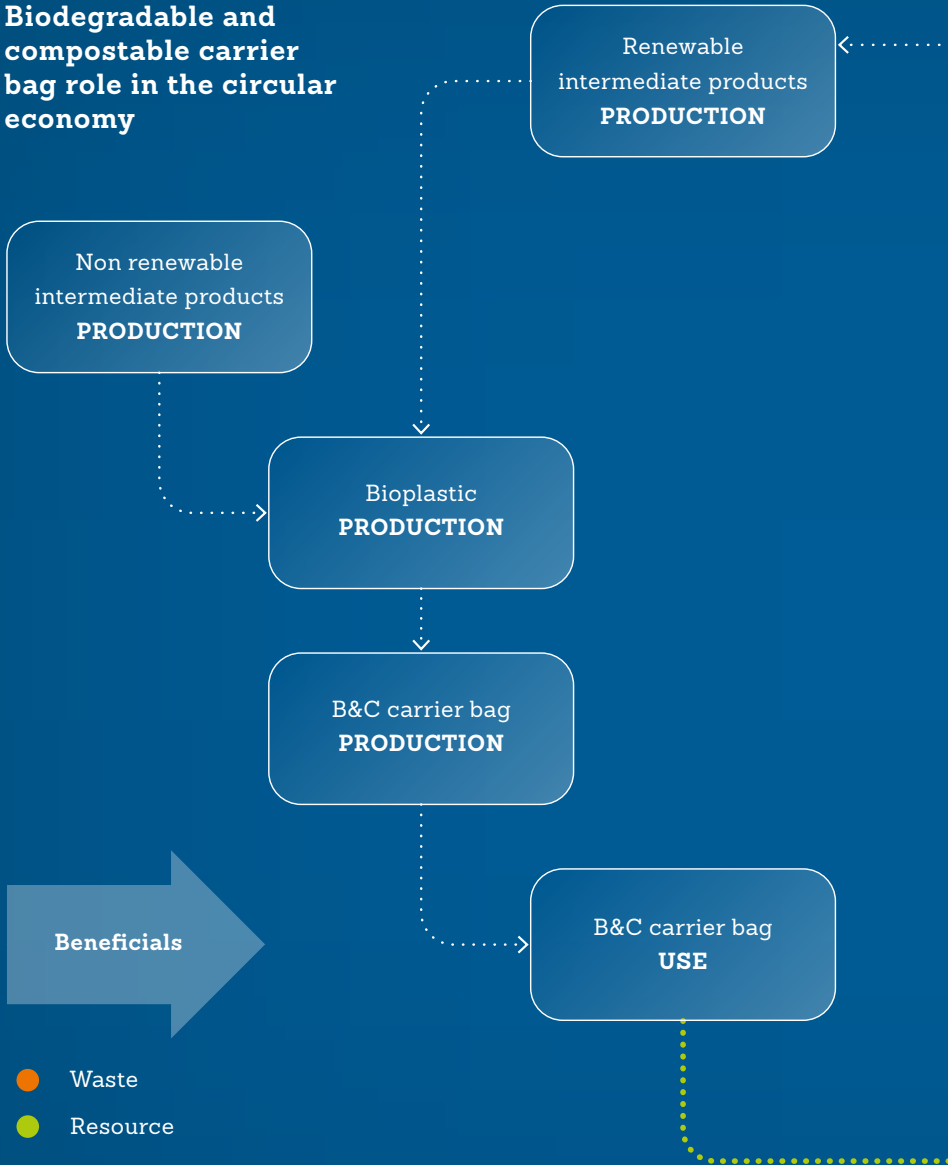 Biodegradable and
compostable carrier
bag role in the circular
economy
Renewable
intermediate products
PRODUCTION
Non renewable
intermediate products
PRODUCTION
Bioplastic
PRODUCTION
B&C carrier bag
PRODUCTION
B&C carrier bag
USE
Beneficials
Waste
Resource